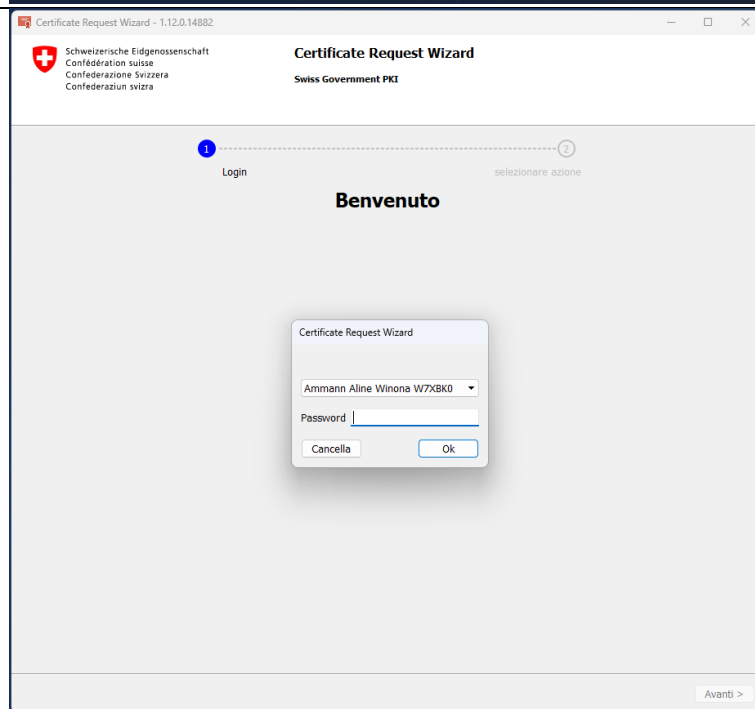 Certificate Request Wizard - 1.12.0.14882
Schweizerische Eidgenossenschaft
Confédération suisse
Confederazione Svizzera
Confederaziun svizra
Certificate Request Wizard
Swiss Government PKI
1
2
Login
selezionare azione
Benvenuto
Certificate Request Wizard
Ammann Aline Winona W7XBK0
Password
Cancella
Ok
Avanti >